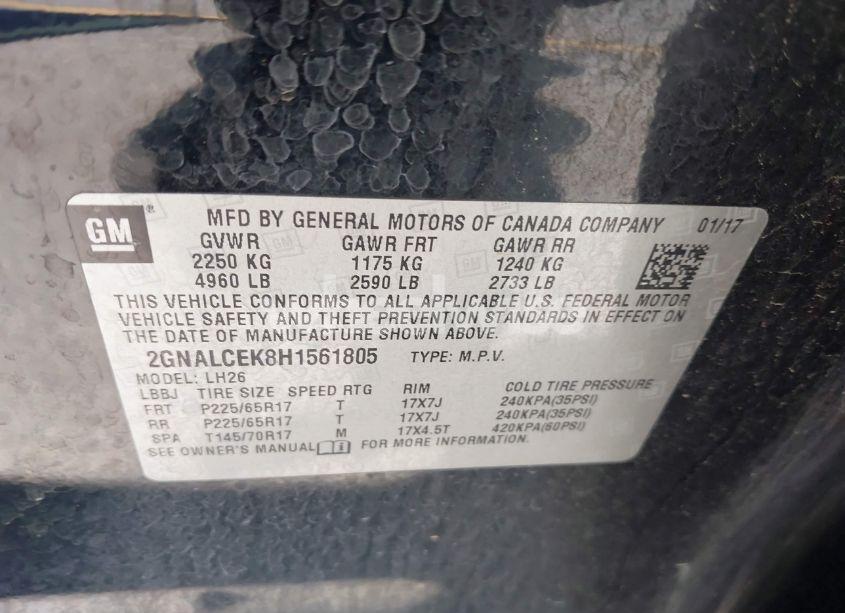 GM ® MFD BY GENERAL MOTORS OF CANADA COMPANY 01/17
GVWR GAWR FRT GAWR RR
2250 KG 1175 KG 1240 KG
4960 LB 2590 LB 2733 LB
THIS VEHICLE CONFORMS TO ALL APPLICABLE U.S. FEDERAL MOTOR
VEHICLE SAFETY AND THEFT PREVENTION STANDARDS IN EFFECT ON
THE DATE OF MANUFACTURE SHOWN ABOVE.
2GNALCEK8H1561805 TYPE: M.P.V.
MODEL: LH26
LBBJ TIRE SIZE SPEED RTG RIM COLD TIRE PRESSURE
FRT P225/65R17 T 17X7J 240KPA(35PSI)
RR P225/65R17 T 17X7J 240KPA(35PSI)
SPA T145/70R17 M 17X4.5T 420KPA(60PSI)
SEE OWNER'S MANUAL FOR MORE INFORMATION.